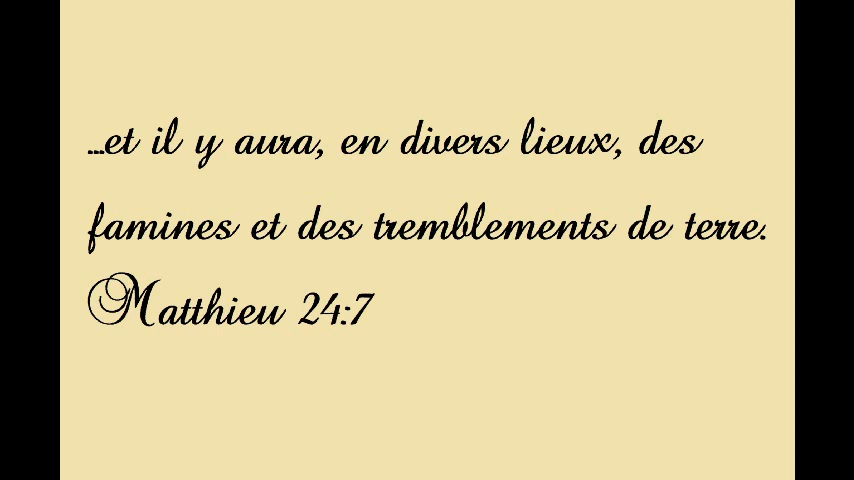 ...et il y aura, en divers lieux, des
famines et des tremblements de terre.
Matthieu 24:7